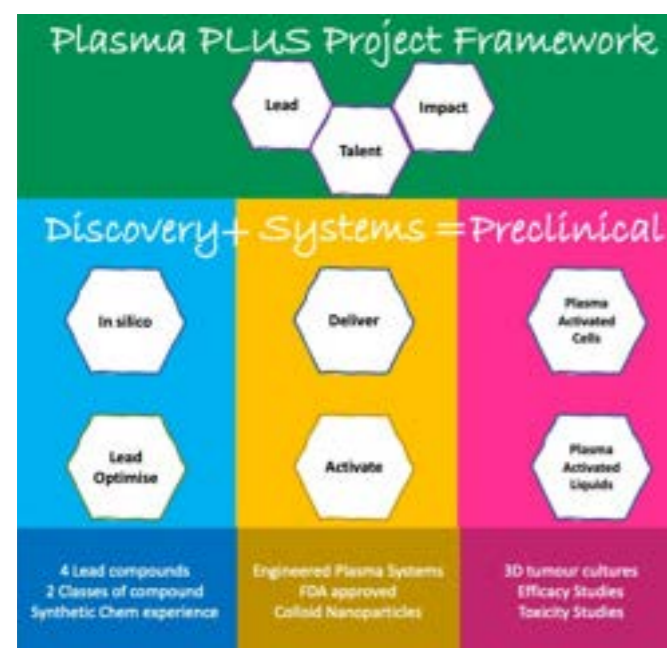 Plasma PLUS Project Framework
Lead
Impact
Talent
Discovery + Systems = Preclinical
In silico
Deliver
Plasma
Activated
Cells
Lead
Optimise
Activate
Plasma
Activated
Liquids
4 Lead compounds
2 Classes of compound
Synthetic Chem experience
Engineered Plasma Systems
FDA approved
Colloid Nanoparticles
3D tumour cultures
Efficacy Studies
Toxicity Studies